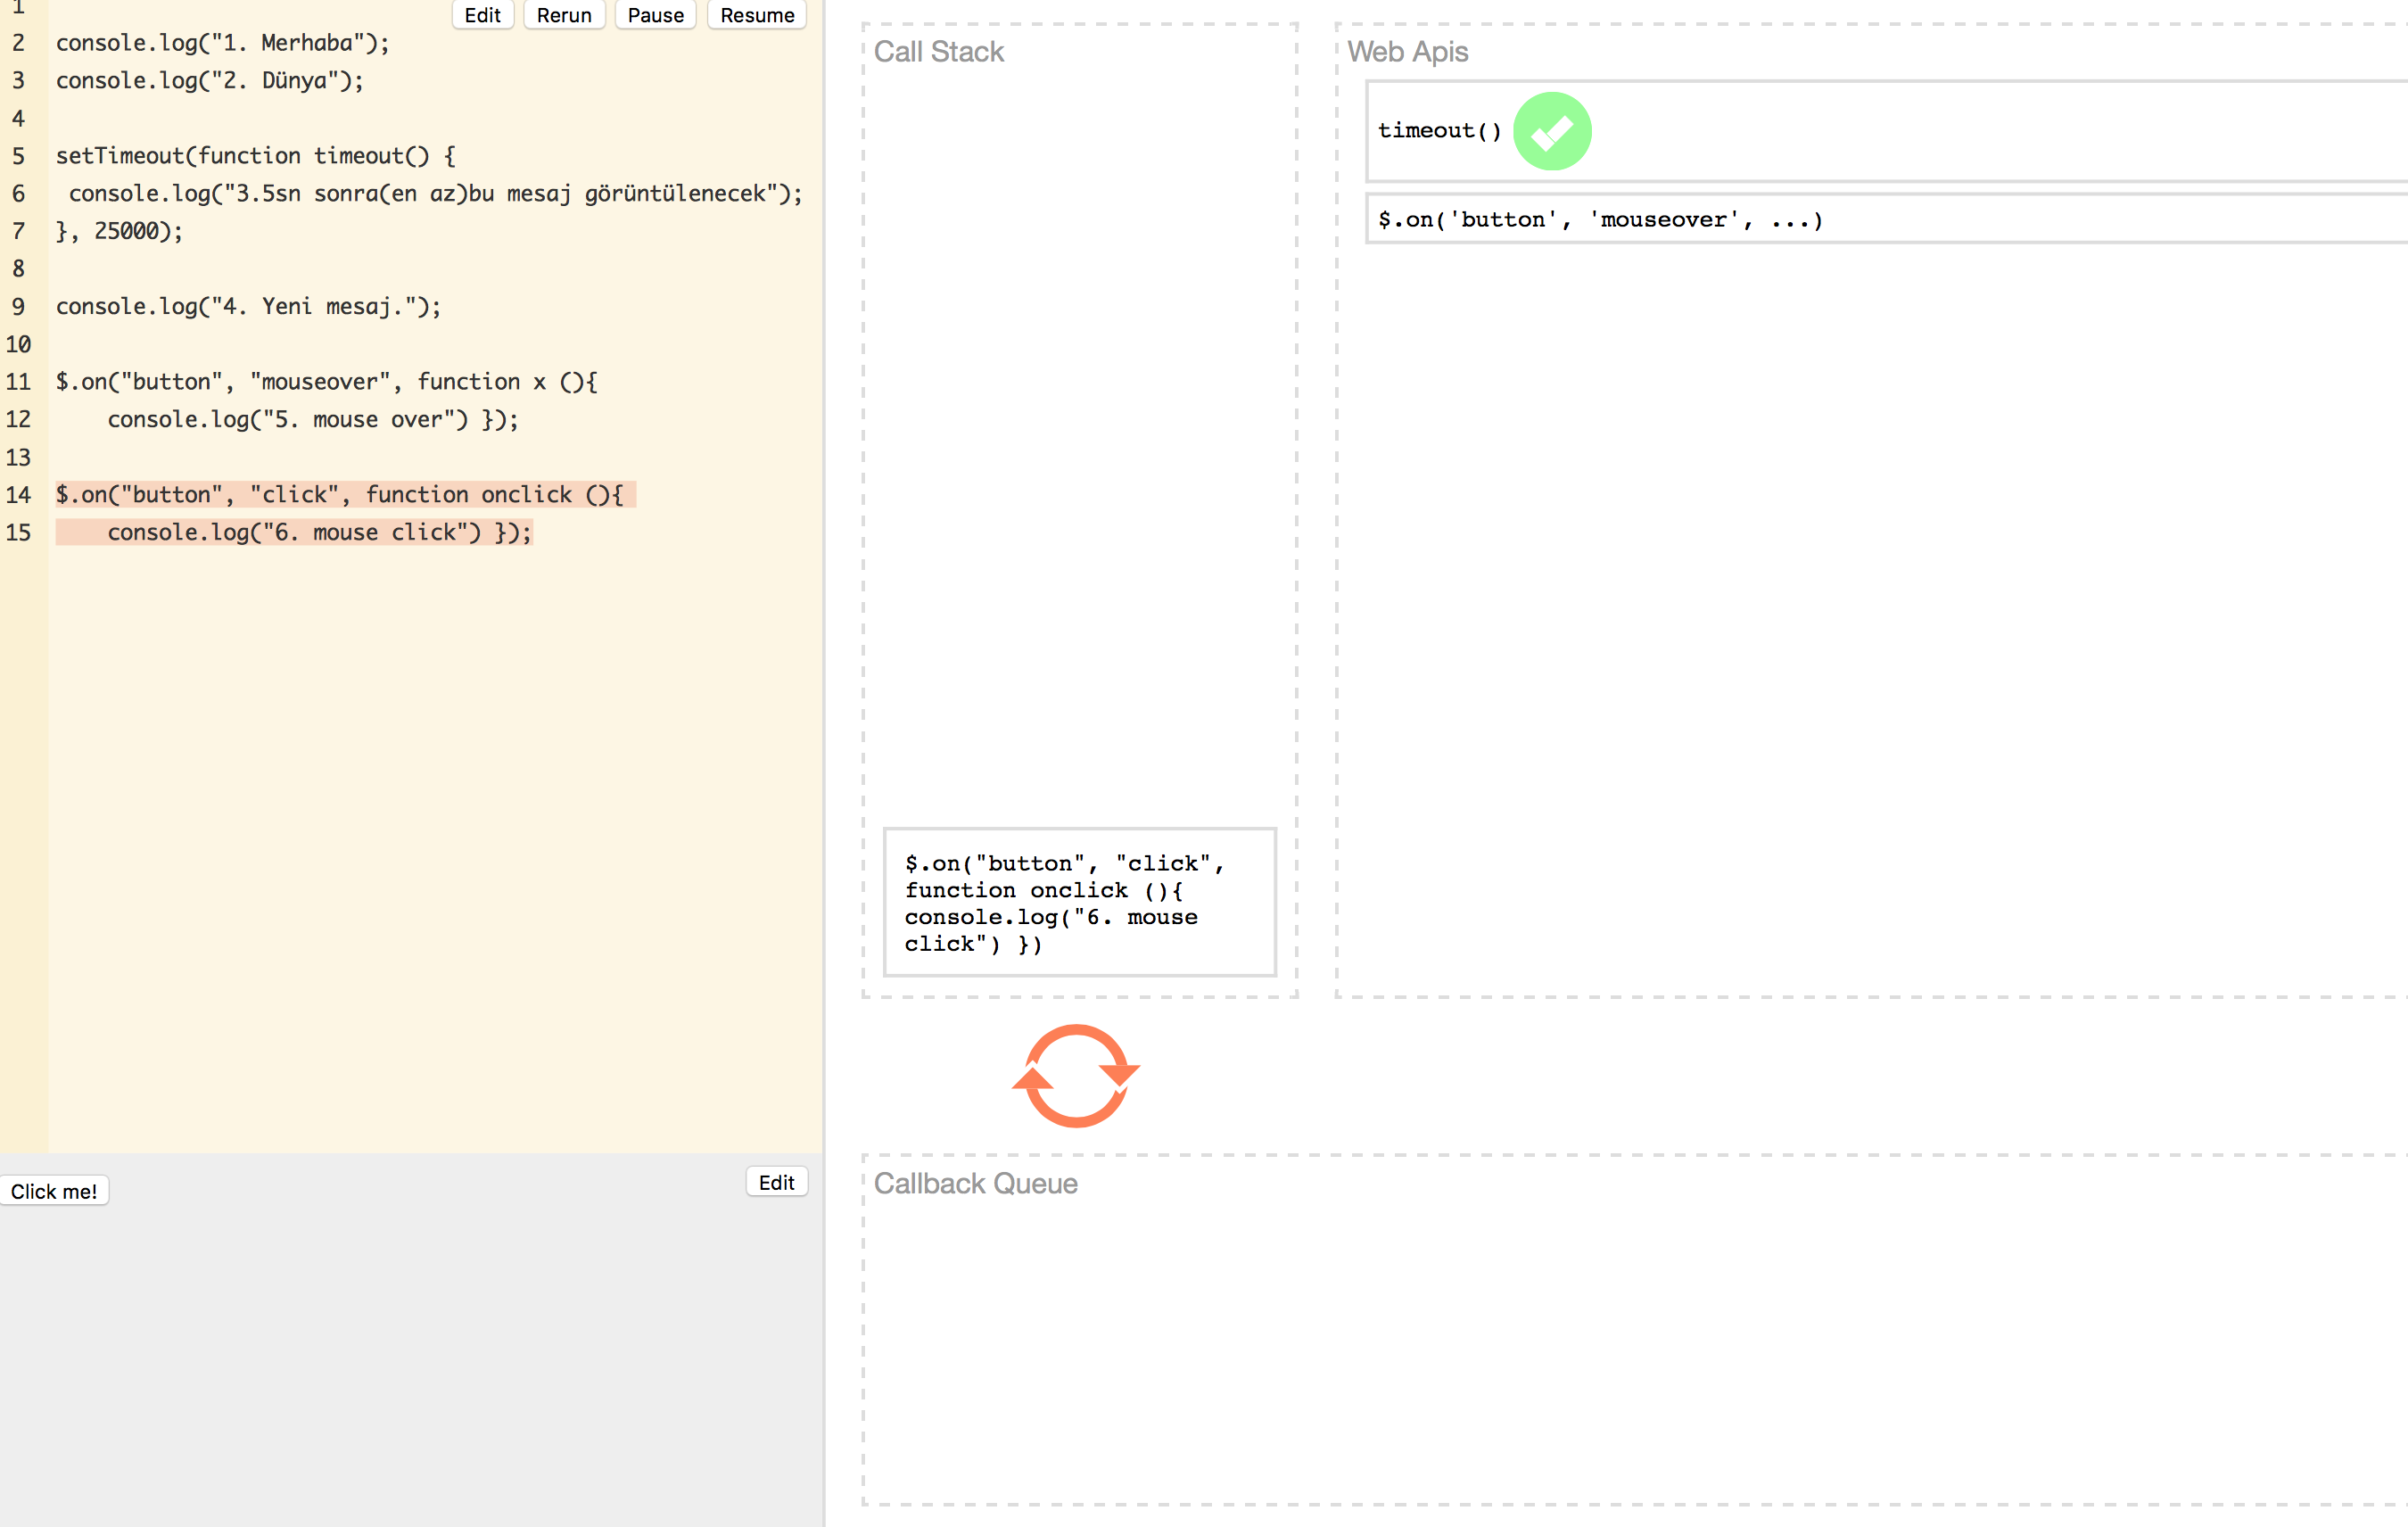 Edit Rerun Pause Resume
1
2 console.log("1. Merhaba");
3 console.log("2. Dünya");
4
5 setTimeout(function timeout() {
6  console.log("3.5sn sonra(en az)bu mesaj görüntülenecek");
7 }, 25000);
8
9 console.log("4. Yeni mesaj.");
10
11 $.on("button", "mouseover", function x (){
12     console.log("5. mouse over") });
13
14 $.on("button", "click", function onclick (){
15     console.log("6. mouse click") });
Click me!
Edit
Call Stack
$.on("button", "click",
function onclick (){
console.log("6. mouse
click") })
Web Apis
timeout()
$.on('button', 'mouseover', ...)
Callback Queue